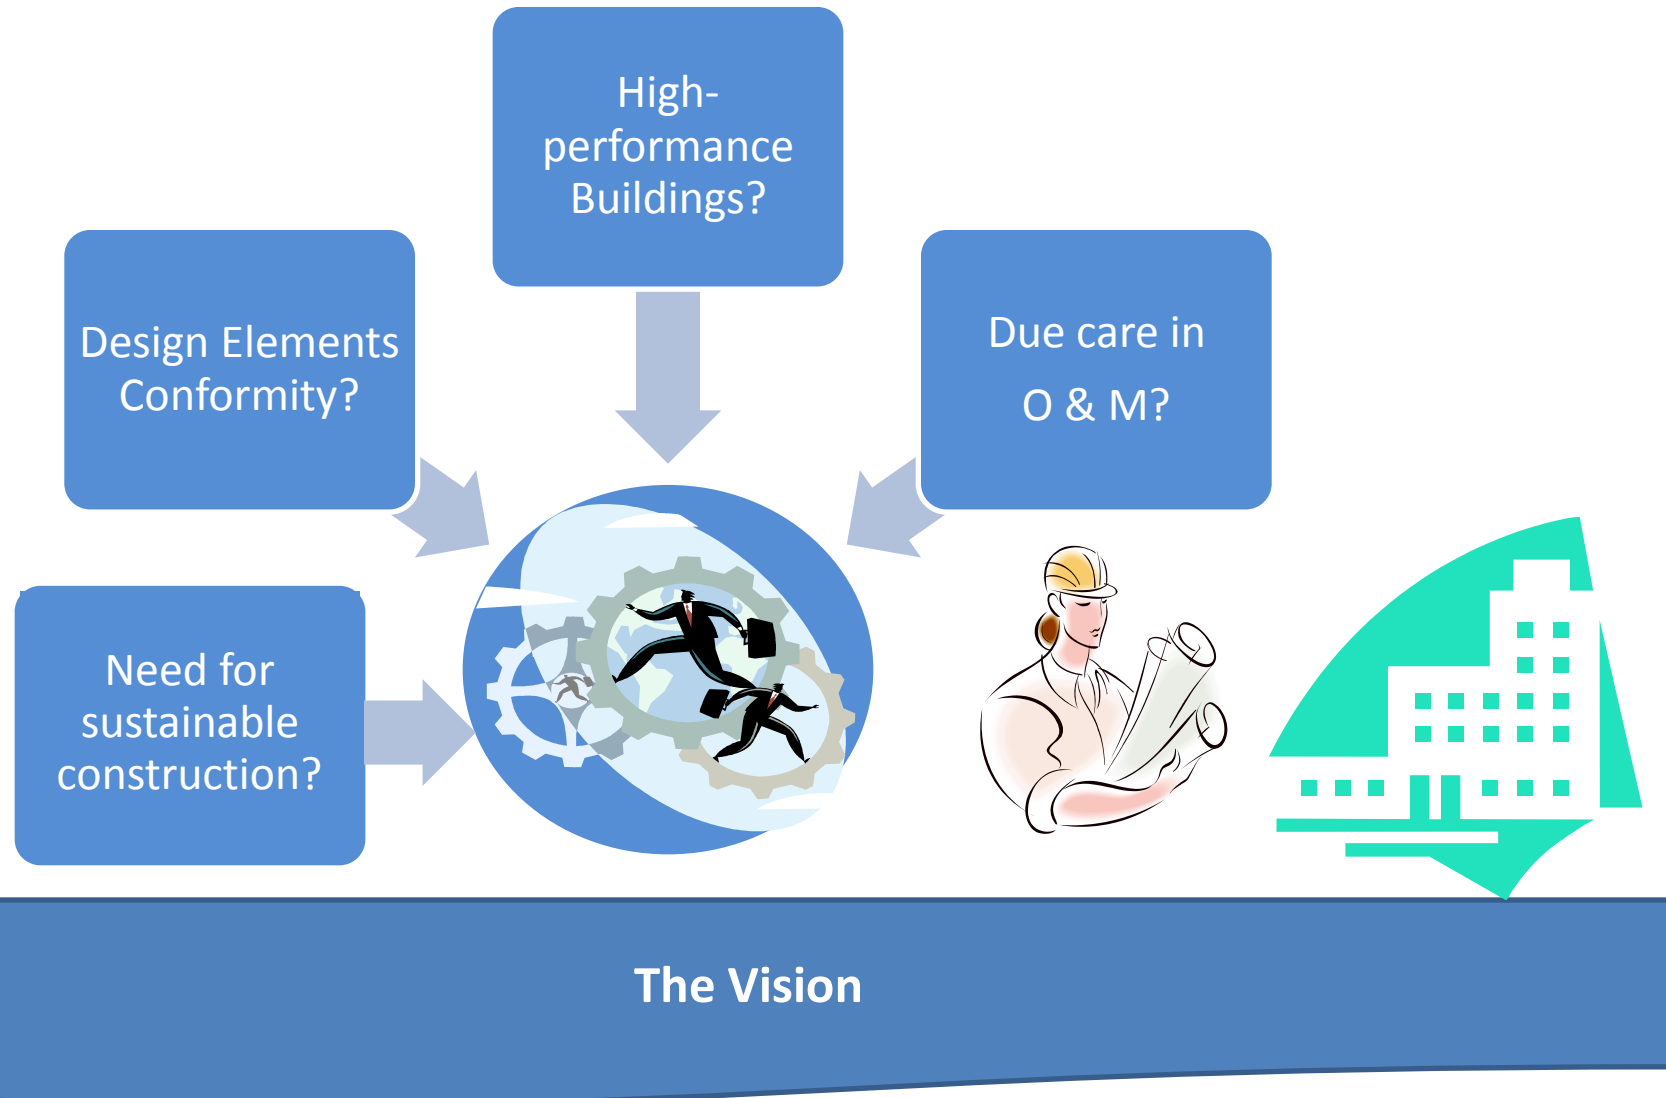 High-
performance
Buildings?
Design Elements
Conformity?
Due care in
O & M?
Need for
sustainable
construction?
The Vision